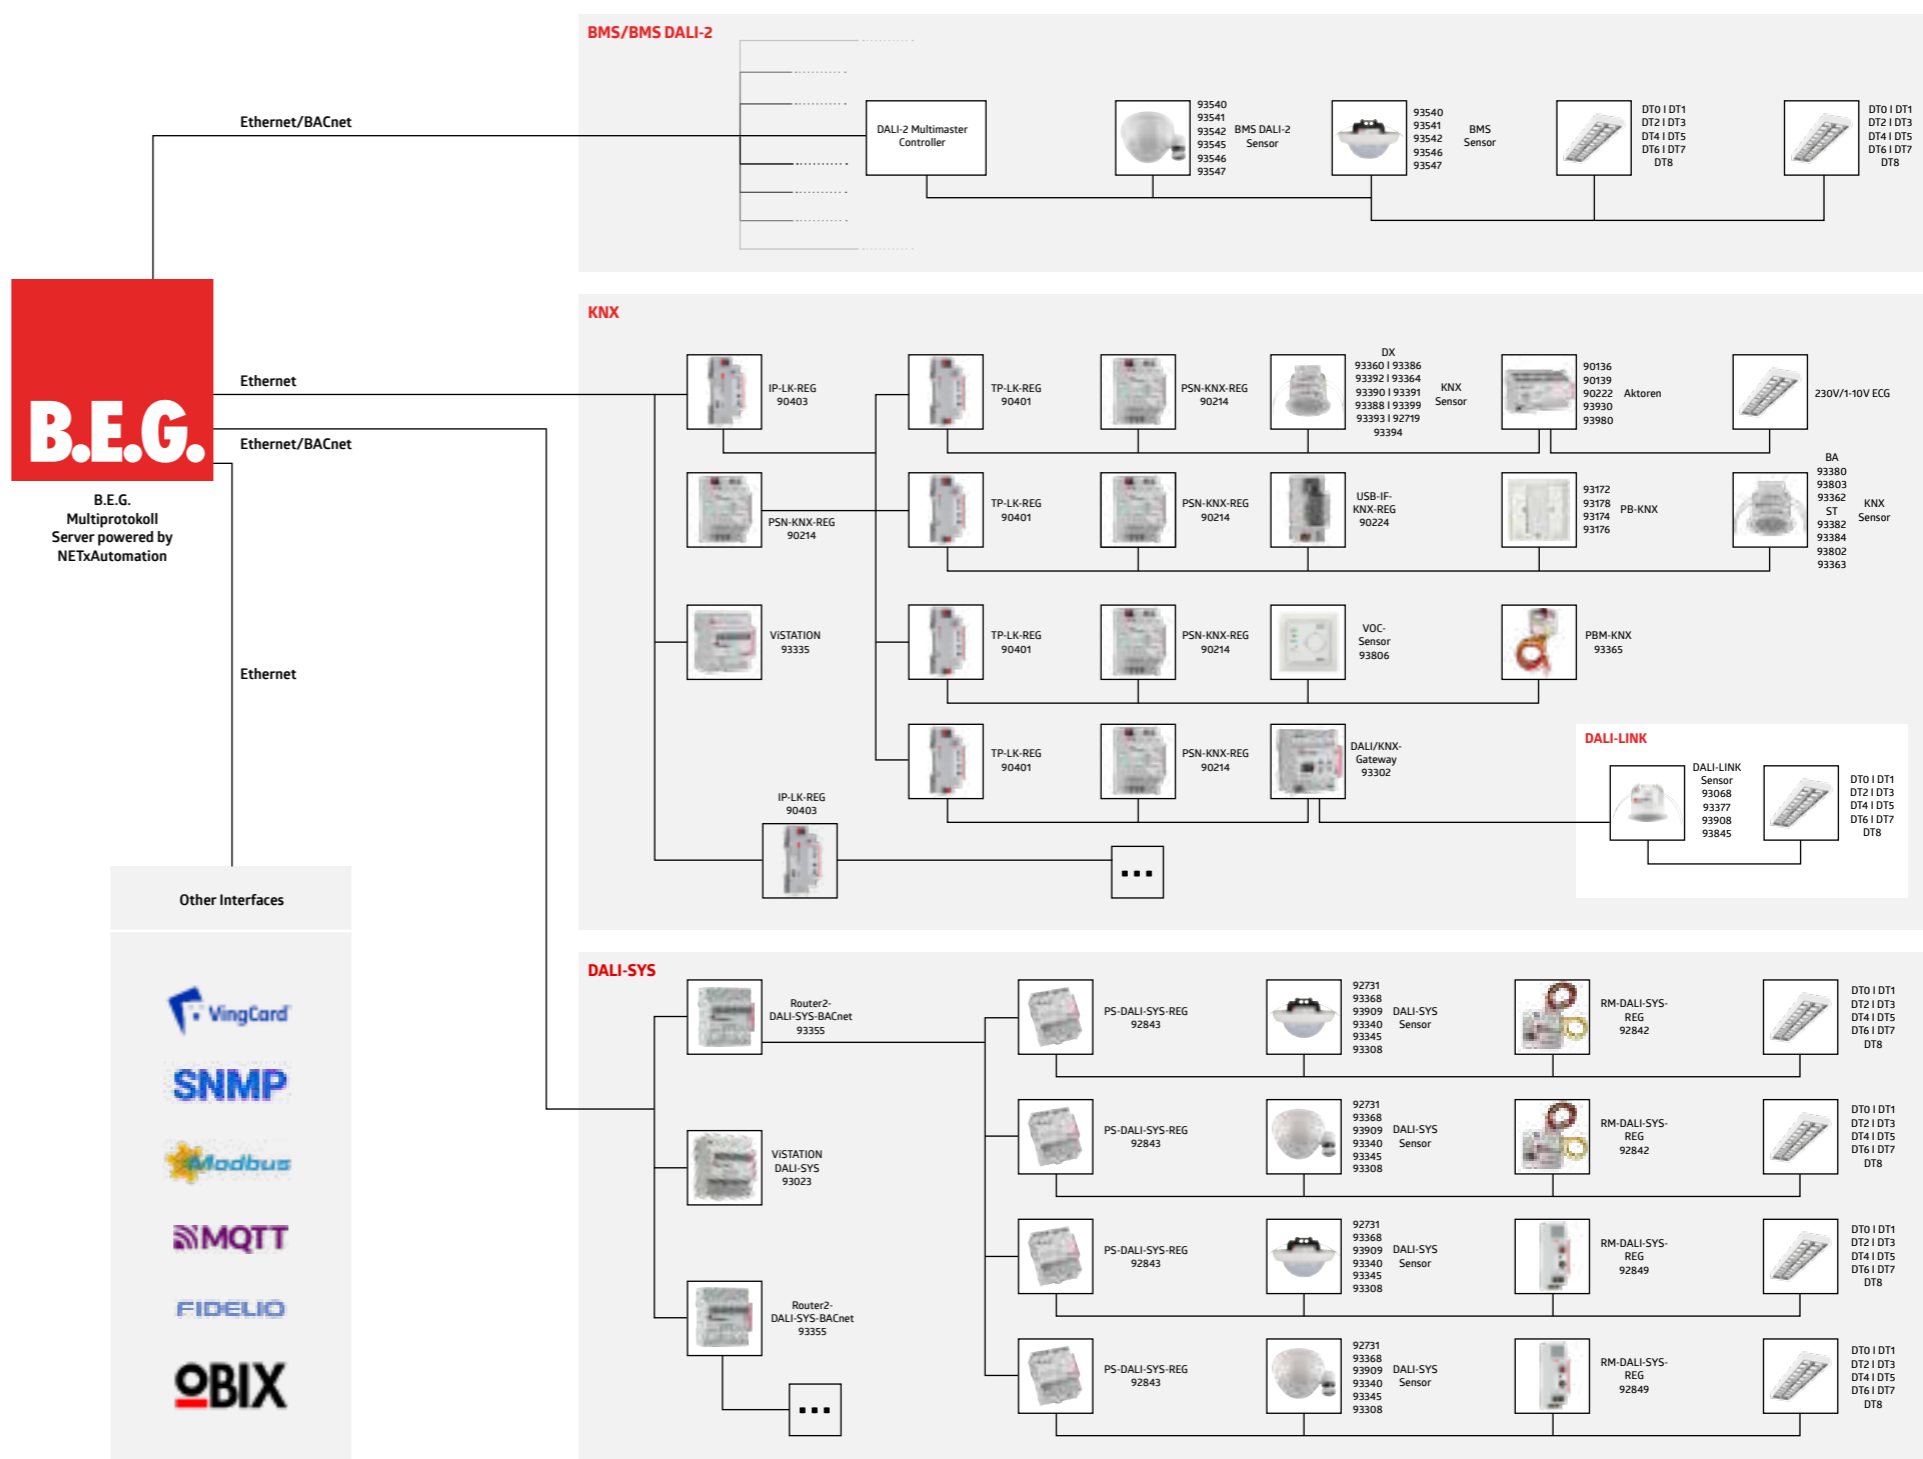 BMS/BMS DALI-2
Ethernet/BACnet
DALI-2 Multimaster
Controller
93540
93541
93542
93545
93546
93547
BMS DALI-2
Sensor
93540
93541
93542
93546
93547
BMS
Sensor
DT0 I DT1
DT2 I DT3
DT4 I DT5
DT6 I DT7
DT8
DT0 I DT1
DT2 I DT3
DT4 I DT5
DT6 I DT7
DT8
B.E.G.
B.E.G.
Multiprotokoll
Server powered by
NETxAutomation
Ethernet
Ethernet/BACnet
Ethernet
KNX
IP-LK-REG
90403
TP-LK-REG
90401
PSN-KNX-REG
90214
DX
93360 I 93386
93392 I 93364
93390 I 93391
93388 I 93399
93393 I 92719
93394
KNX
Sensor
90136
90139
90222
93930
93980
Aktoren
230V/1-10V ECG
PSN-KNX-REG
90214
TP-LK-REG
90401
PSN-KNX-REG
90214
USB-IF-
KNX-REG
90224
93172
93178
93174
93176
PB-KNX
BA
93380
93803
93362
ST
93382
93384
93802
93363
KNX
Sensor
ViSTATION
93335
TP-LK-REG
90401
PSN-KNX-REG
90214
VOC-
Sensor
93806
PBM-KNX
93365
TP-LK-REG
90401
PSN-KNX-REG
90214
DALI/KNX-
Gateway
93302
DALI-LINK
DALI-LINK
Sensor
93068
93377
93908
93845
DT0 I DT1
DT2 I DT3
DT4 I DT5
DT6 I DT7
DT8
IP-LK-REG
90403
...
Other Interfaces
VingCard
SNMP
Modbus
MQTT
FIDELIO
oBIX
DALI-SYS
Router2-
DALI-SYS-BACnet
93355
PS-DALI-SYS-REG
92843
92731
93368
93909
93340
93345
93308
DALI-SYS
Sensor
RM-DALI-SYS-
REG
92842
DT0 I DT1
DT2 I DT3
DT4 I DT5
DT6 I DT7
DT8
ViSTATION
DALI-SYS
93023
PS-DALI-SYS-REG
92843
92731
93368
93909
93340
93345
93308
DALI-SYS
Sensor
RM-DALI-SYS-
REG
92842
DT0 I DT1
DT2 I DT3
DT4 I DT5
DT6 I DT7
DT8
PS-DALI-SYS-REG
92843
92731
93368
93909
93340
93345
93308
DALI-SYS
Sensor
RM-DALI-SYS-
REG
92849
DT0 I DT1
DT2 I DT3
DT4 I DT5
DT6 I DT7
DT8
Router2-
DALI-SYS-BACnet
93355
...
PS-DALI-SYS-REG
92843
92731
93368
93909
93340
93345
93308
DALI-SYS
Sensor
RM-DALI-SYS-
REG
92849
DT0 I DT1
DT2 I DT3
DT4 I DT5
DT6 I DT7
DT8